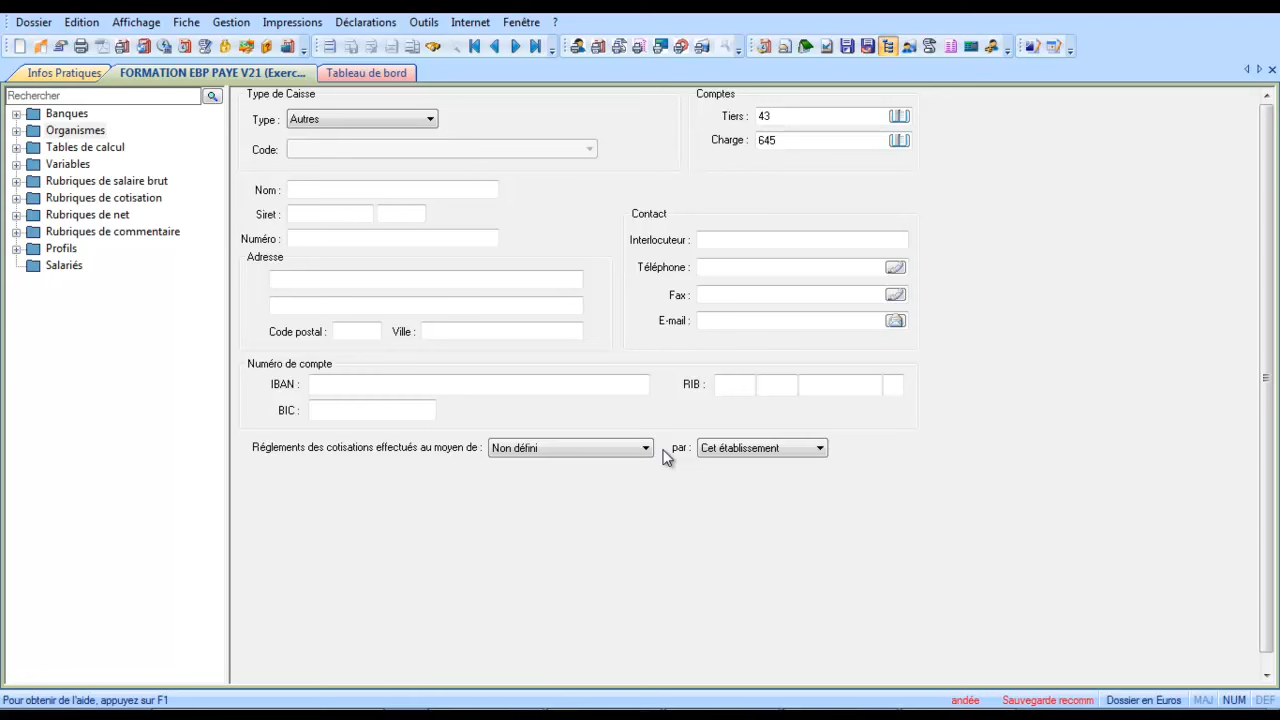 Dossier Edition Affichage Fiche Gestion Impressions Déclarations Outils Internet Fenêtre ?
Infos Pratiques FORMATION EBP PAYE V21 (Exerc... Tableau de bord
Rechercher
Banques
Organismes
Tables de calcul
Variables
Rubriques de salaire brut
Rubriques de cotisation
Rubriques de net
Rubriques de commentaire
Profils
Salariés
Type de Caisse
Type : Autres
Code:
Comptes
Tiers : 43
Charge : 645
Nom :
Siret :
Numéro :
Adresse
Code postal : Ville :
Contact
Interlocuteur :
Téléphone :
Fax :
E-mail :
Numéro de compte
IBAN : RIB :
BIC :
Réglements des cotisations effectués au moyen de : Non défini par : Cet établissement
Pour obtenir de l'aide, appuyez sur F1 andée Sauvegarde recomm Dossier en Euros MAJ NUM DEF